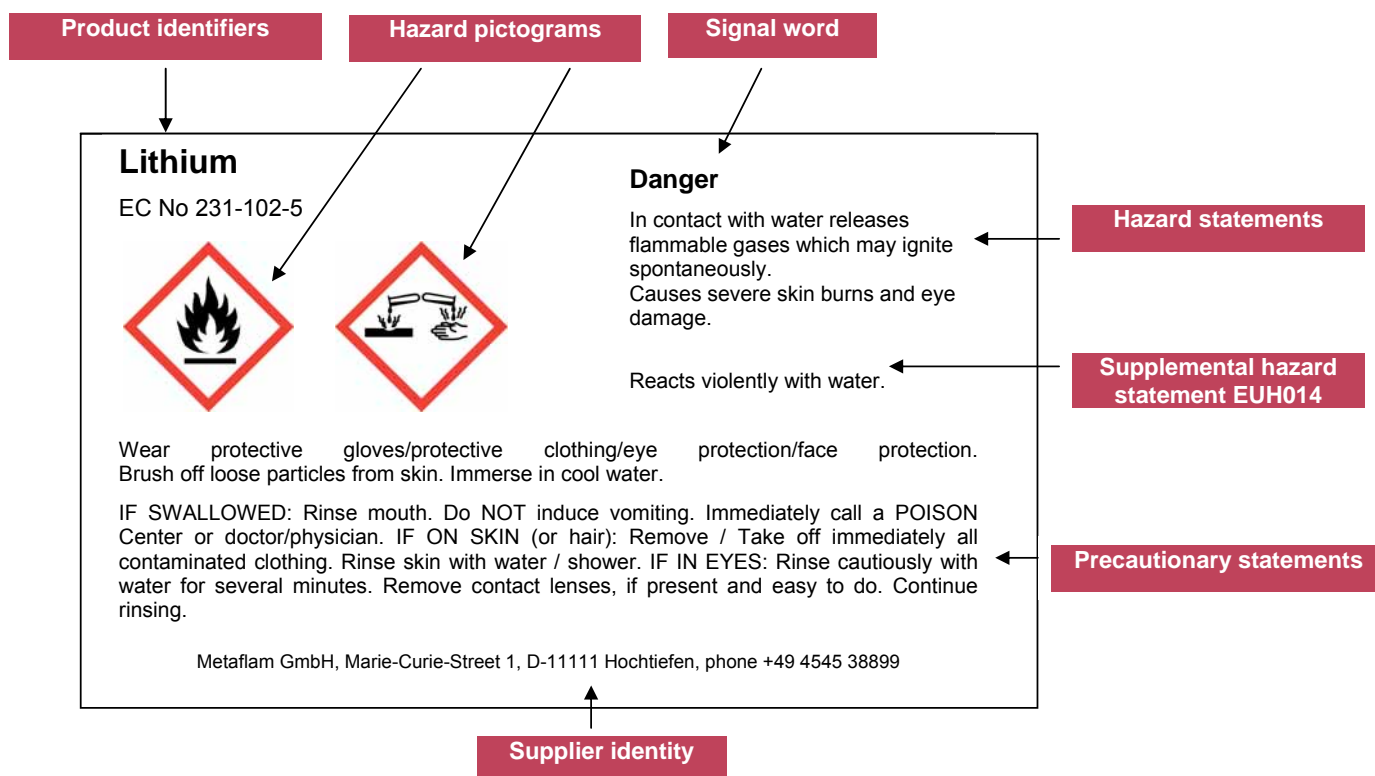 Product identifiers
Hazard pictograms
Signal word
Lithium
EC No 231-102-5
Danger
In contact with water releases
flammable gases which may ignite
spontaneously.
Causes severe skin burns and eye
damage.
Hazard statements
Reacts violently with water.
Supplemental hazard
statement EUH014
Wear protective gloves/protective clothing/eye protection/face protection.
Brush off loose particles from skin. Immerse in cool water.
IF SWALLOWED: Rinse mouth. Do NOT induce vomiting. Immediately call a POISON
Center or doctor/physician. IF ON SKIN (or hair): Remove / Take off immediately all
contaminated clothing. Rinse skin with water / shower. IF IN EYES: Rinse cautiously with
water for several minutes. Remove contact lenses, if present and easy to do. Continue
rinsing.
Precautionary statements
Metaflam GmbH, Marie-Curie-Street 1, D-11111 Hochtiefen, phone +49 4545 38899
Supplier identity